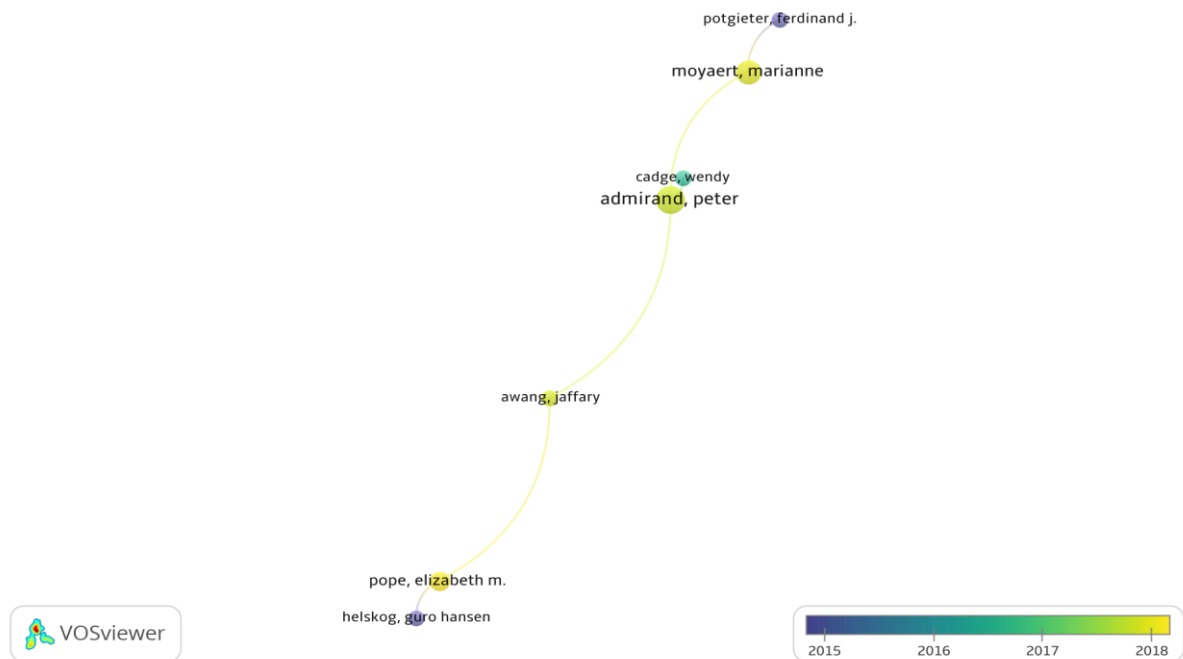 potgieter, ferdinand j.
moyaert, marianne
cadge, wendy
admirand, peter
awang, jaffary
pope, elizabeth m.
helskog, guro hansen
VOSviewer
2015 2016 2017 2018